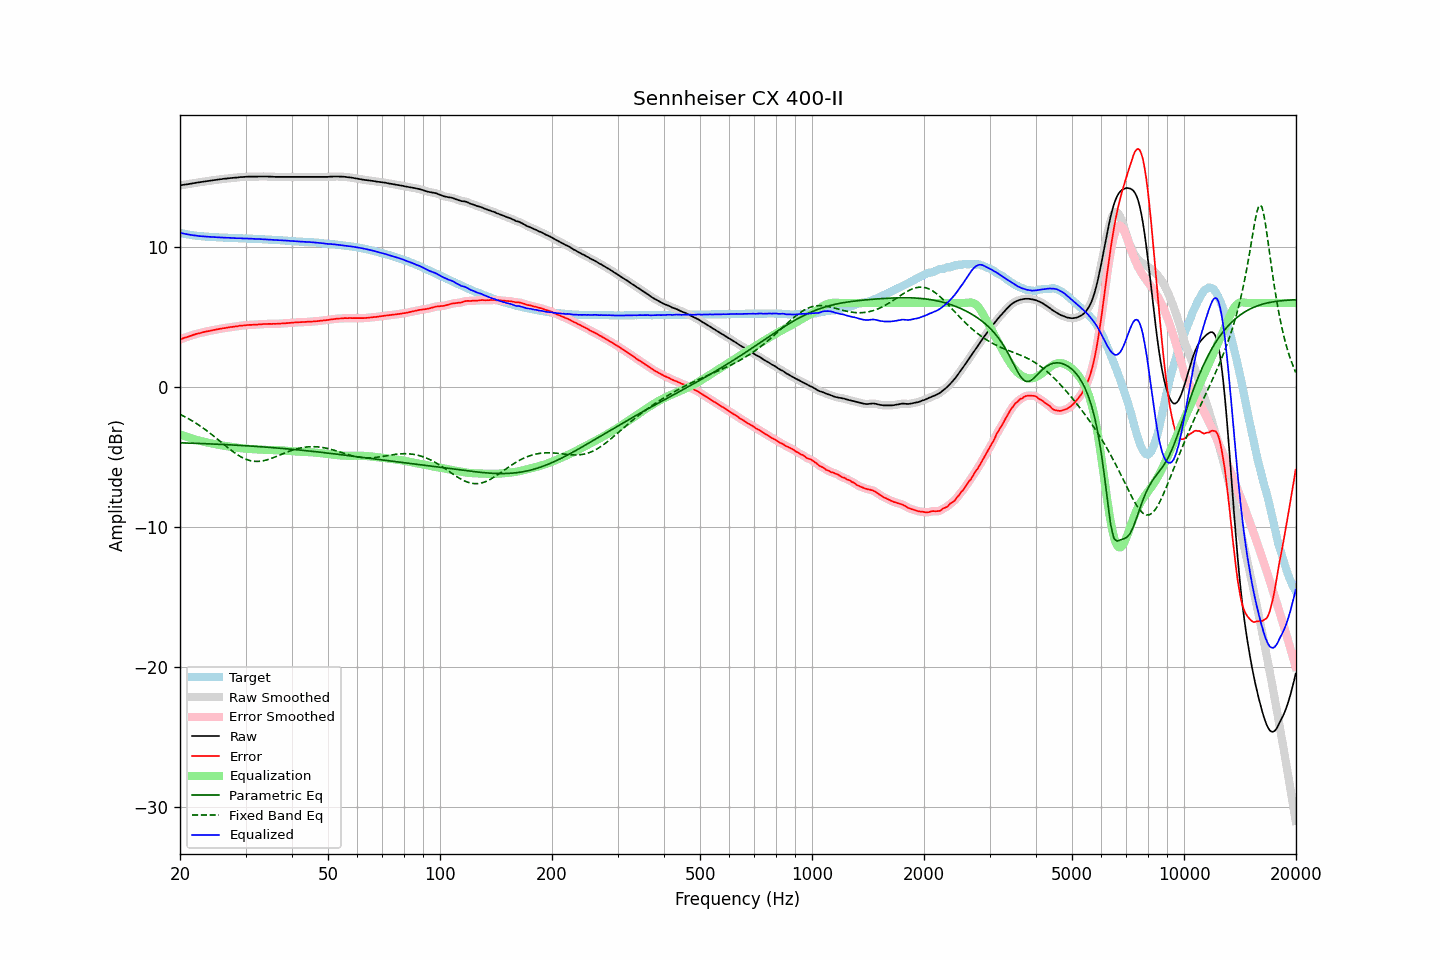 Sennheiser CX 400-II
Amplitude (dBr)
10
0
−10
−20
−30
Target
Raw Smoothed
Error Smoothed
Raw
Error
Equalization
Parametric Eq
Fixed Band Eq
Equalized
20 50 100 200 500 1000 2000 5000 10000 20000
Frequency (Hz)